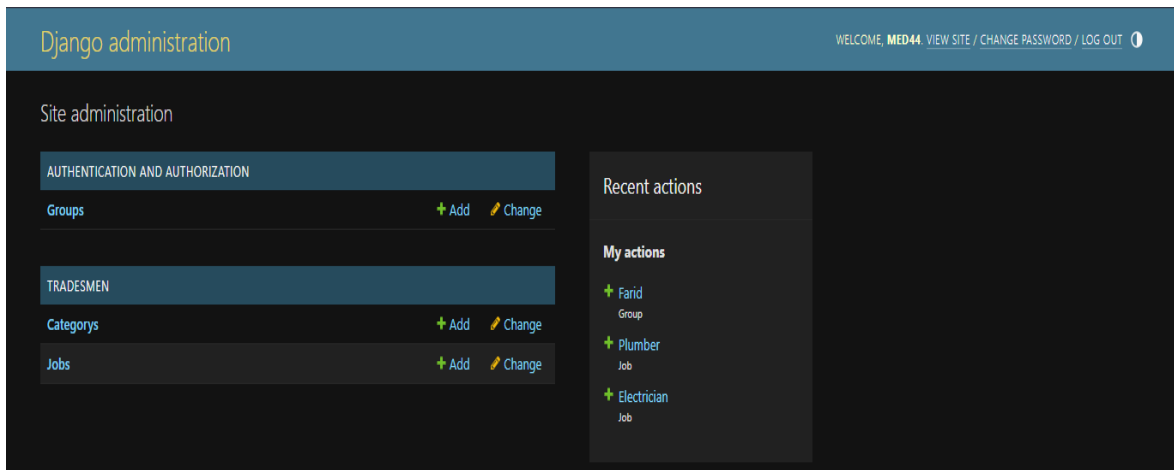 Django administration
WELCOME, MED44. VIEW SITE / CHANGE PASSWORD / LOG OUT
Site administration
AUTHENTICATION AND AUTHORIZATION
Groups + Add Change
TRADESMEN
Categorys + Add Change
Jobs + Add Change
Recent actions
My actions
+ Farid
Group
+ Plumber
Job
+ Electrician
Job